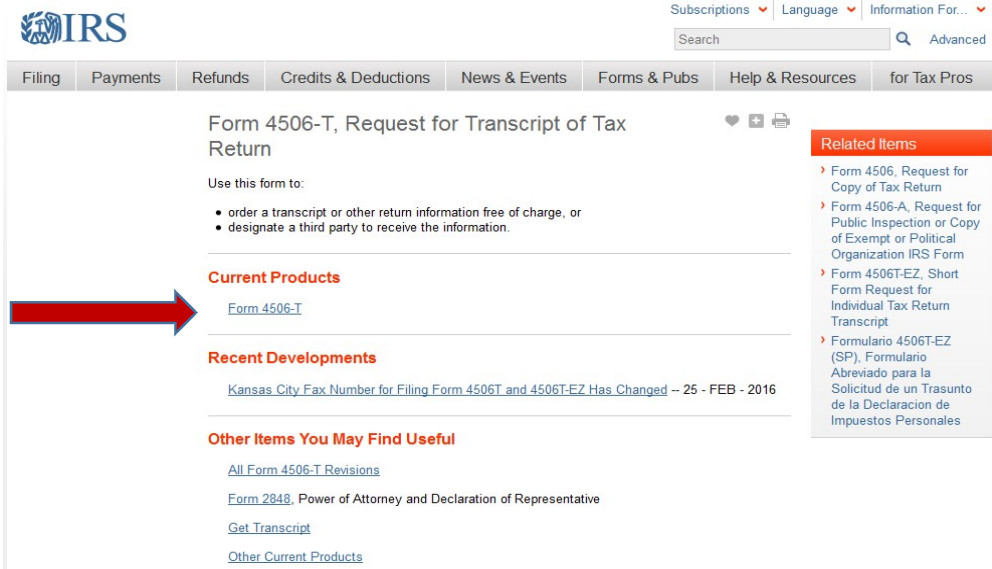 Subscriptions Language Information For...
IRS
Search Advanced
Filing Payments Refunds Credits & Deductions News & Events Forms & Pubs Help & Resources for Tax Pros
Form 4506-T, Request for Transcript of Tax
Return
Use this form to:
• order a transcript or other return information free of charge, or
• designate a third party to receive the information.
Current Products
Form 4506-T
Recent Developments
Kansas City Fax Number for Filing Form 4506T and 4506T-EZ Has Changed -- 25 - FEB - 2016
Other Items You May Find Useful
All Form 4506-T Revisions
Form 2848, Power of Attorney and Declaration of Representative
Get Transcript
Other Current Products
Related Items
Form 4506, Request for
Copy of Tax Return
Form 4506-A, Request for
Public Inspection or Copy
of Exempt or Political
Organization IRS Form
Form 4506T-EZ, Short
Form Request for
Individual Tax Return
Transcript
Formulario 4506T-EZ
(SP), Formulario
Abreviado para la
Solicitud de un Trasunto
de la Declaracion de
Impuestos Personales